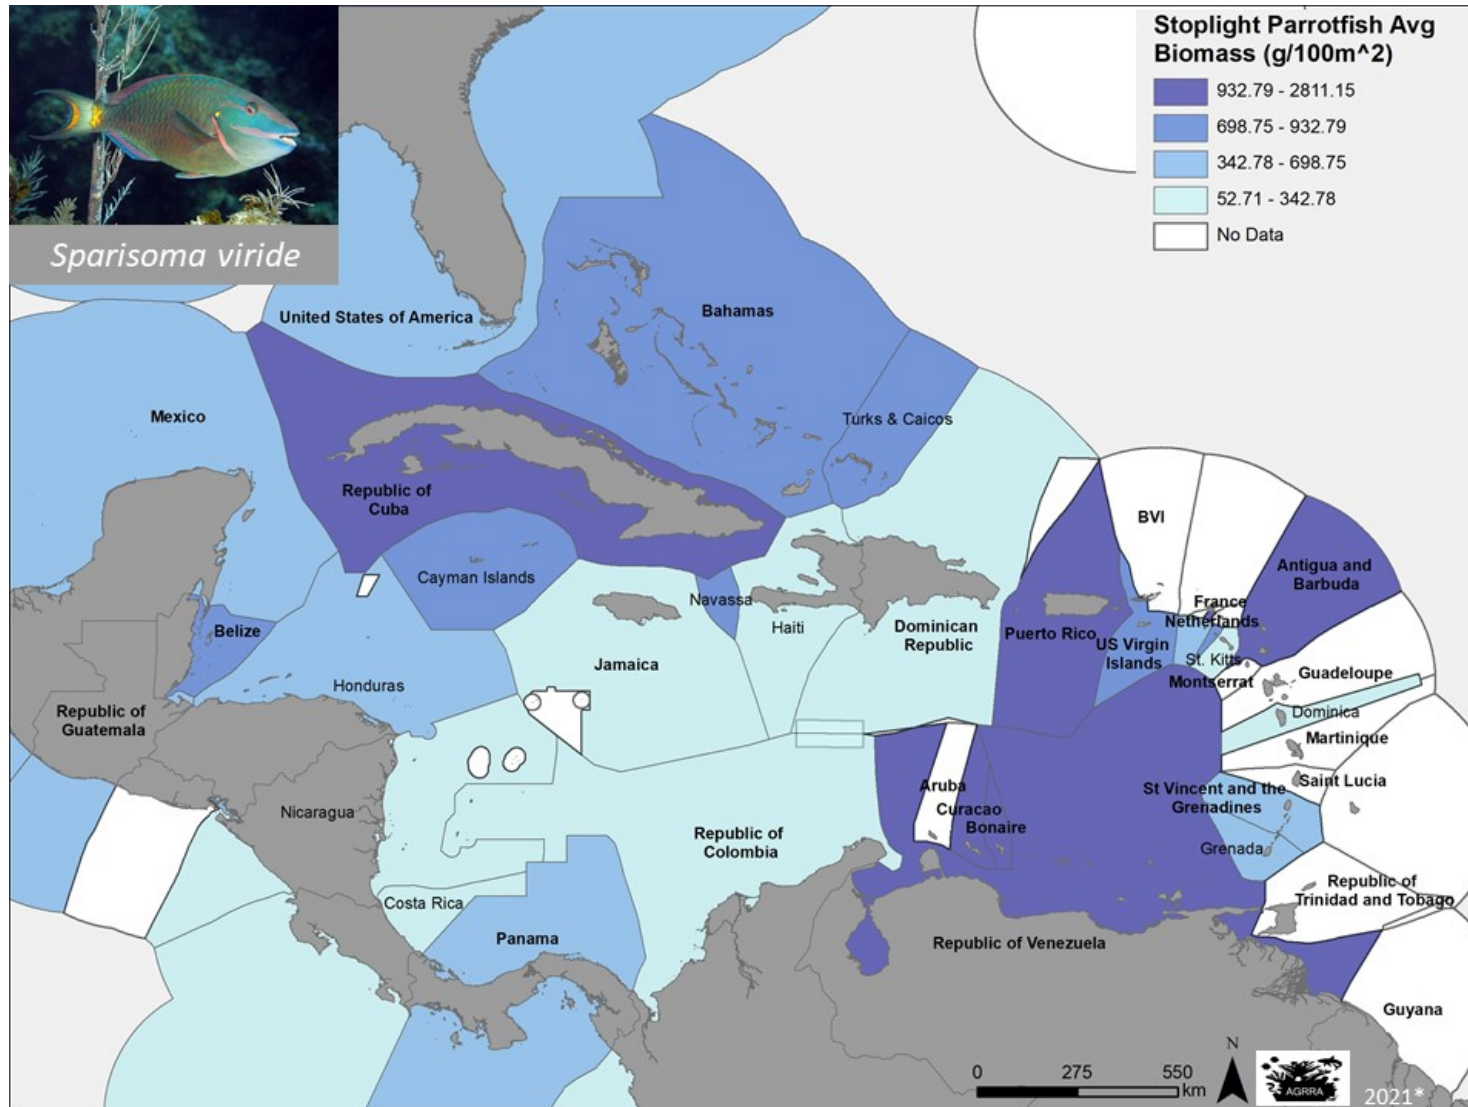 Stoplight Parrotfish Avg
Biomass (g/100m^2)
932.79 - 2811.15
698.75 - 932.79
342.78 - 698.75
52.71 - 342.78
No Data
Sparisoma viride
United States of America
Bahamas
Mexico
Turks & Caicos
Republic of
Cuba
BVI
Cayman Islands
Antigua and
Barbuda
Navassa
France
Netherlands
Belize
Haiti
Dominican
Republic
Puerto Rico
US Virgin
Islands
St. Kitts
Jamaica
Montserrat
Guadeloupe
Honduras
Dominica
Republic of
Guatemala
Martinique
Aruba
Saint Lucia
St Vincent and the
Grenadines
Nicaragua
Curacao
Bonaire
Republic of
Colombia
Grenada
Costa Rica
Republic of
Trinidad and Tobago
Panama
Republic of Venezuela
Guyana
N
0 275 550
km
AGRRA
2021*